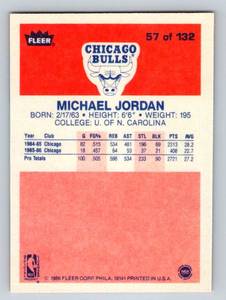 FLEER
57 of 132
CHICAGO
BULLS
MICHAEL JORDAN
BORN: 2/17/63 • HEIGHT: 6'6" • WEIGHT: 195
COLLEGE: U. OF N. CAROLINA
Year G FG% REB AST STL BLK PTS AVG
1984-85 Chicago 82 515 534 481 196 69 2313 28.2
1985-86 Chicago 18 457 64 53 37 21 408 22.7
Pro Totals 100 505 598 534 233 90 2721 27.2
NBA
© 1986 FLEER CORP. PHILA. 19141 PRINTED IN U.S.A.